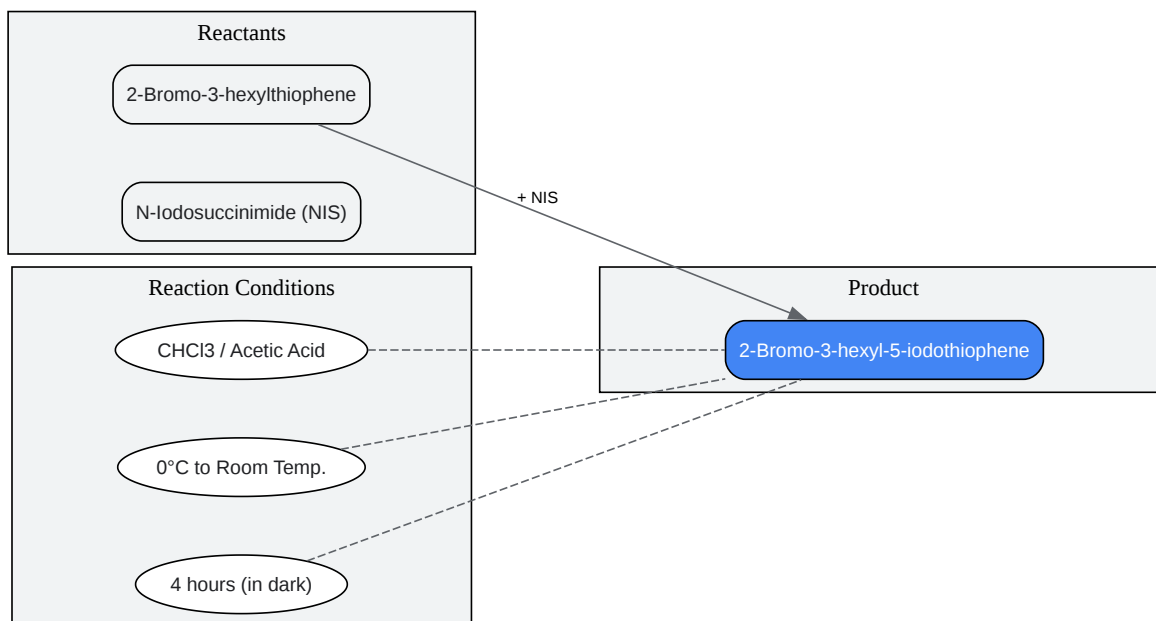 Reactants
2-Bromo-3-hexylthiophene
N-Iodosuccinimide (NIS)
+ NIS
Reaction Conditions
CHCl3 / Acetic Acid
0°C to Room Temp.
4 hours (in dark)
Product
2-Bromo-3-hexyl-5-iodothiophene